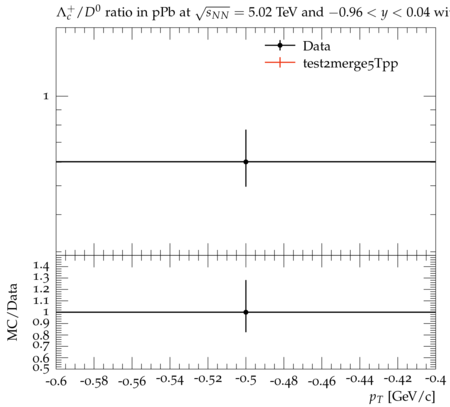 Λc+/D0 ratio in pPb at √sNN = 5.02 TeV and −0.96 < y < 0.04 wi
Data
test2merge5Tpp
1
MC/Data
1.4
1.3
1.2
1.1
1
0.9
0.8
0.7
0.6
0.5
-0.6 -0.58 -0.56 -0.54 -0.52 -0.5 -0.48 -0.46 -0.44 -0.42 -0.4
pT [GeV/c]